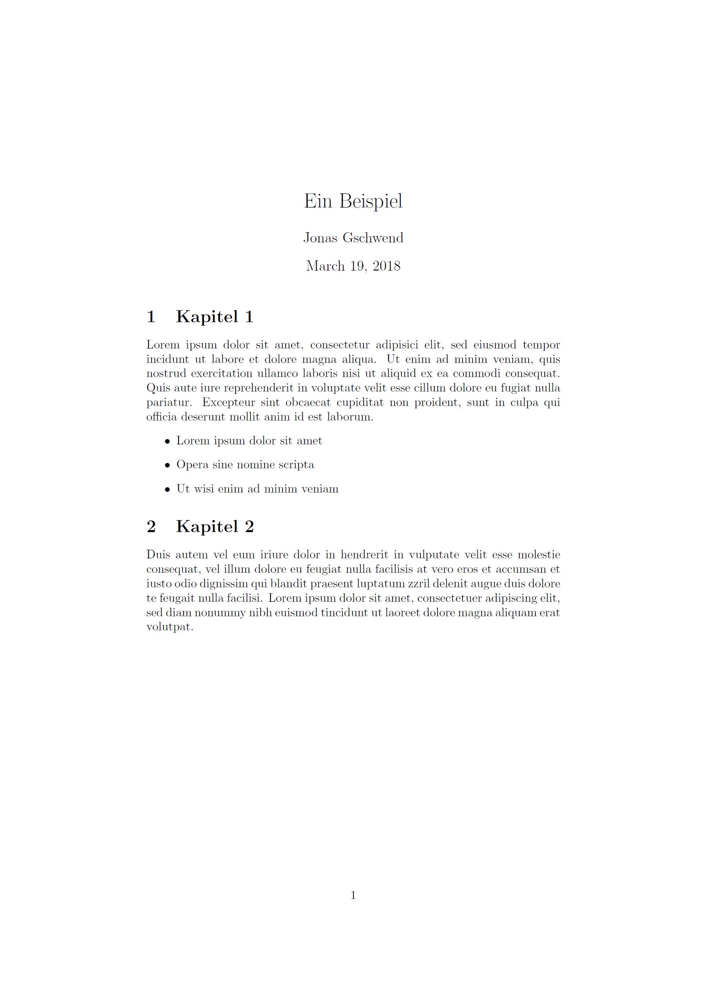 Ein Beispiel
Jonas Gschwend
March 19, 2018
1 Kapitel 1
Lorem ipsum dolor sit amet, consectetur adipisici elit, sed eiusmod tempor
incidunt ut labore et dolore magna aliqua. Ut enim ad minim veniam, quis
nostrud exercitation ullamco laboris nisi ut aliquid ex ea commodi consequat.
Quis aute iure reprehenderit in voluptate velit esse cillum dolore eu fugiat nulla
pariatur. Excepteur sint obcaecat cupiditat non proident, sunt in culpa qui
officia deserunt mollit anim id est laborum.
• Lorem ipsum dolor sit amet
• Opera sine nomine scripta
• Ut wisi enim ad minim veniam
2 Kapitel 2
Duis autem vel eum iriure dolor in hendrerit in vulputate velit esse molestie
consequat, vel illum dolore eu feugiat nulla facilisis at vero eros et accumsan et
iusto odio dignissim qui blandit praesent luptatum zzril delenit augue duis dolore
te feugait nulla facilisi. Lorem ipsum dolor sit amet, consectetuer adipiscing elit,
sed diam nonummy nibh euismod tincidunt ut laoreet dolore magna aliquam erat
volutpat.
1